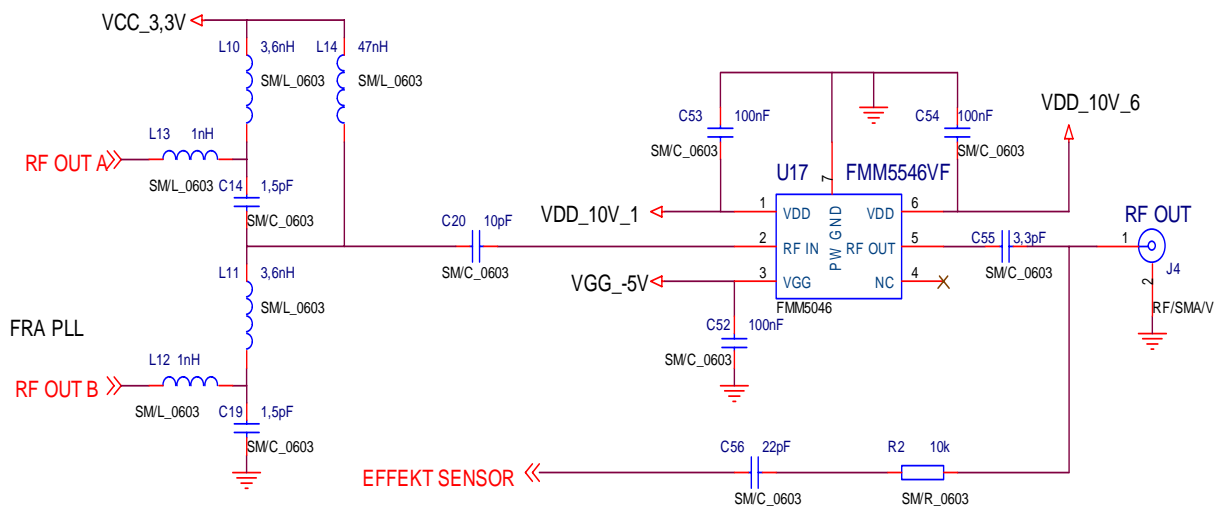 VCC_3,3V
L10 3,6nH L14 47nH
SM/L_0603 SM/L_0603
L13 1nH
RF OUT A
SM/L_0603
C14 1,5pF
SM/C_0603
C53 100nF
SM/C_0603
C54 100nF
SM/C_0603
VDD_10V_6
U17 FMM5546VF
7
PW GND
VDD_10V_1
1 VDD
VDD 6
C20 10pF
SM/C_0603
2 RF IN
RF OUT 5
C55 3,3pF
SM/C_0603
RF OUT
1
J4
2
RF/SMA/V
VGG_-5V
3 VGG
NC 4
FMM5046
L11 3,6nH
SM/L_0603
C52 100nF
SM/C_0603
FRA PLL
L12 1nH
RF OUT B
SM/L_0603
C19 1,5pF
SM/C_0603
EFFEKT SENSOR
C56 22pF
SM/C_0603
R2 10k
SM/R_0603